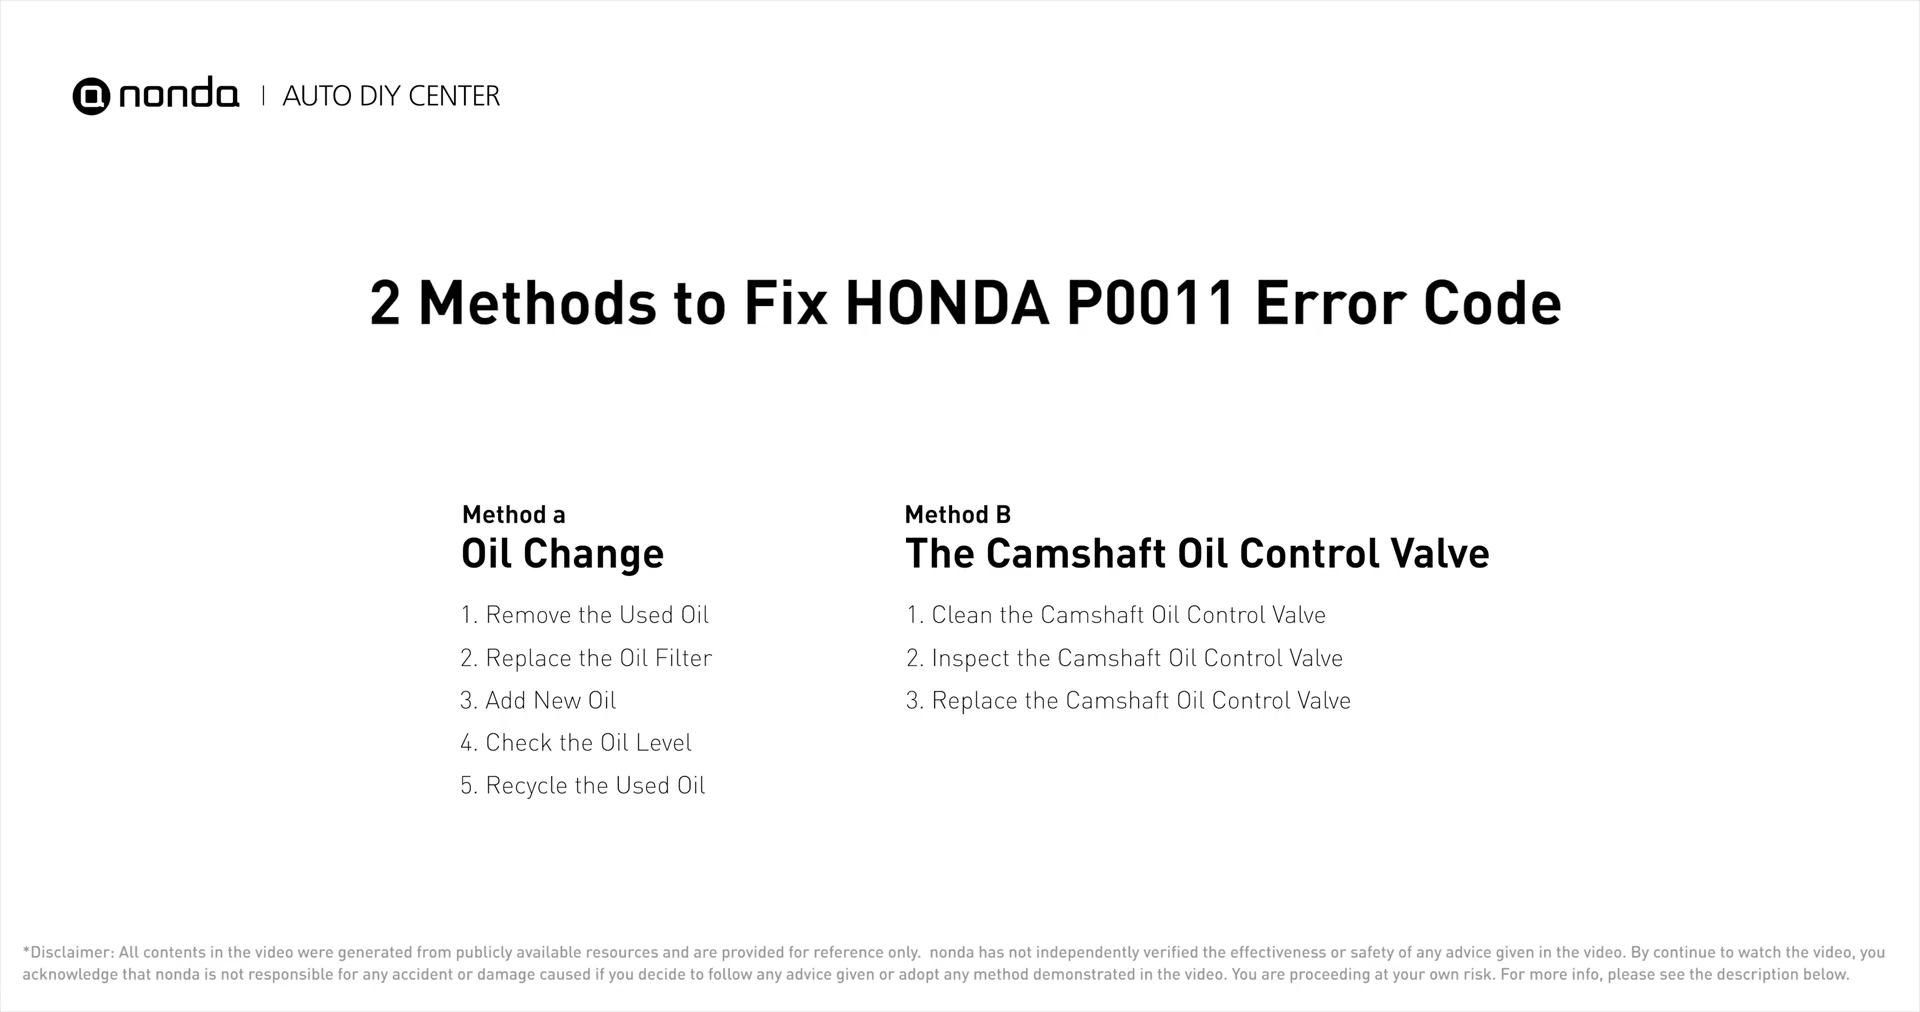 nonda | AUTO DIY CENTER
2 Methods to Fix HONDA P0011 Error Code
Method a
Oil Change
1. Remove the Used Oil
2. Replace the Oil Filter
3. Add New Oil
4. Check the Oil Level
5. Recycle the Used Oil
Method B
The Camshaft Oil Control Valve
1. Clean the Camshaft Oil Control Valve
2. Inspect the Camshaft Oil Control Valve
3. Replace the Camshaft Oil Control Valve
*Disclaimer: All contents in the video were generated from publicly available resources and are provided for reference only. nonda has not independently verified the effectiveness or safety of any advice given in the video. By continue to watch the video, you
acknowledge that nonda is not responsible for any accident or damage caused if you decide to follow any advice given or adopt any method demonstrated in the video. You are proceeding at your own risk. For more info, please see the description below.